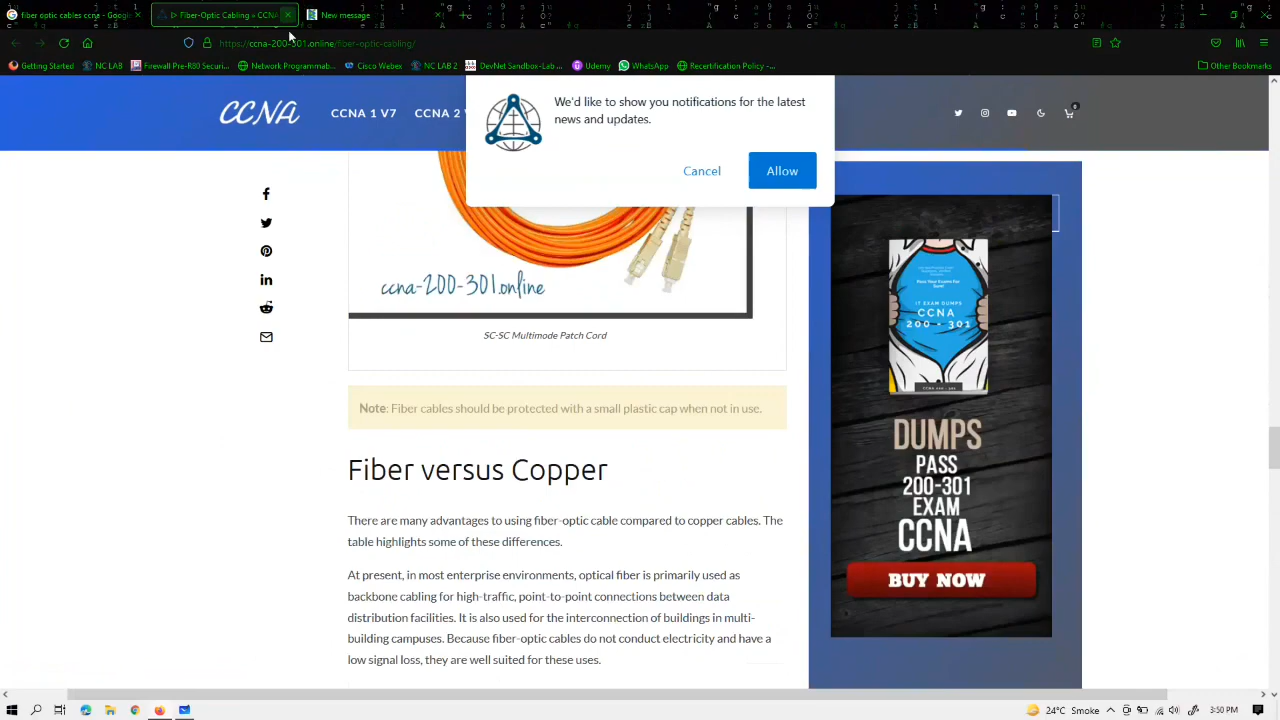 fiber optic cables ccna - Googl
Fiber-Optic Cabling » CCNA
New message
https://ccna-200-301.online/fiber-optic-cabling/
Getting Started
NC LAB
Firewall Pre-R80 Securi...
Network Programmab...
Cisco Webex
NC LAB 2
DevNet Sandbox-Lab ...
Udemy
WhatsApp
Recertification Policy-...
Other Bookmarks
CCNA
CCNA 1 V7
CCNA 2
0
We'd like to show you notifications for the latest
news and updates.
Cancel
Allow
ccna-200-301.online
SC-SC Multimode Patch Cord
Note: Fiber cables should be protected with a small plastic cap when not in use.
Fiber versus Copper
There are many advantages to using fiber-optic cable compared to copper cables. The
table highlights some of these differences.
At present, in most enterprise environments, optical fiber is primarily used as
backbone cabling for high-traffic, point-to-point connections between data
distribution facilities. It is also used for the interconnection of buildings in multi-
building campuses. Because fiber-optic cables do not conduct electricity and have a
low signal loss, they are well suited for these uses.
IT EXAM DUMPS
CCNA
200 - 301
DUMPS
PASS
200-301
EXAM
CCNA
BUY NOW
24°C Smoke
3:50 PM